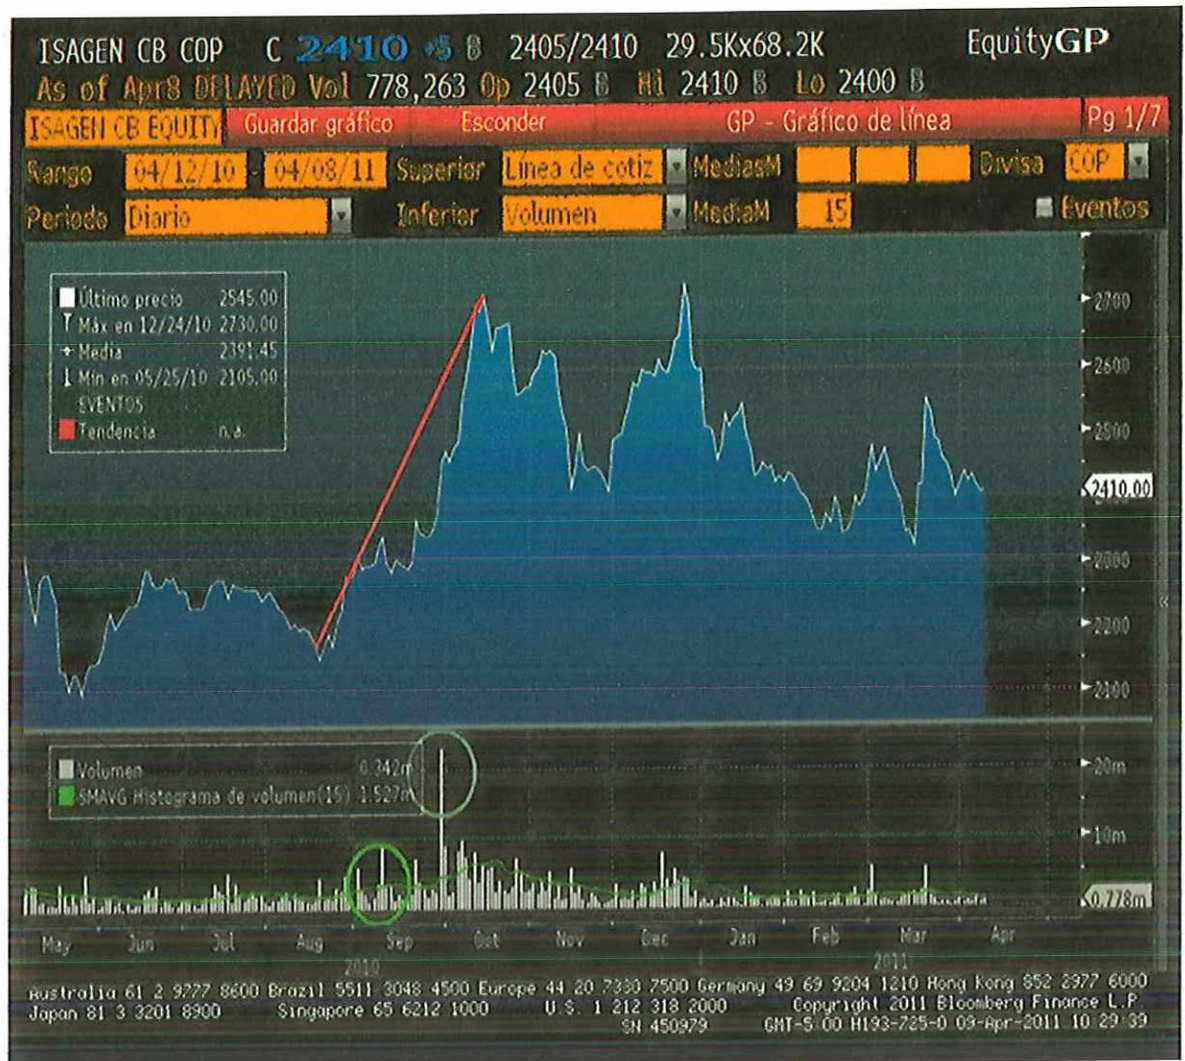 ISAGEN CB COP C 2410 +5 B 2405/2410 29.5Kx68.2K EquityGP
As of Apr8 DELAYED Vol 778,263 Op 2405 B Hi 2410 B Lo 2400 B
ISAGEN CB EQUITY Guardar gráfico Esconder GP - Gráfico de línea Pg 1/7
Rango 04/12/10 - 04/08/11 Superior Línea de cotiz MediasM Divisa COP
Periodo Diario Inferior Volumen MediaM 15 Eventos
Último precio 2545.00
Máx en 12/24/10 2730.00
Media 2391.45
Mín en 05/25/10 2105.00
EVENTOS
Tendencia n.a.
2700
2600
2500
2410.00
2300
2200
2100
Volumen 0.342m
SMAVG Histograma de volumen(15) 1.527m
20m
10m
0.778m
May Jun Jul Aug Sep Oct Nov Dec Jan Feb Mar Apr
2010 2011
Australia 61 2 9777 8600 Brazil 5511 3048 4500 Europe 44 20 7330 7500 Germany 49 69 9204 1210 Hong Kong 852 2977 6000
Japan 81 3 3201 8900 Singapore 65 6212 1000 U.S. 1 212 318 2000 Copyright 2011 Bloomberg Finance L.P.
SN 450979 GMT-5:00 H193-725-0 09-Apr-2011 10:29:39